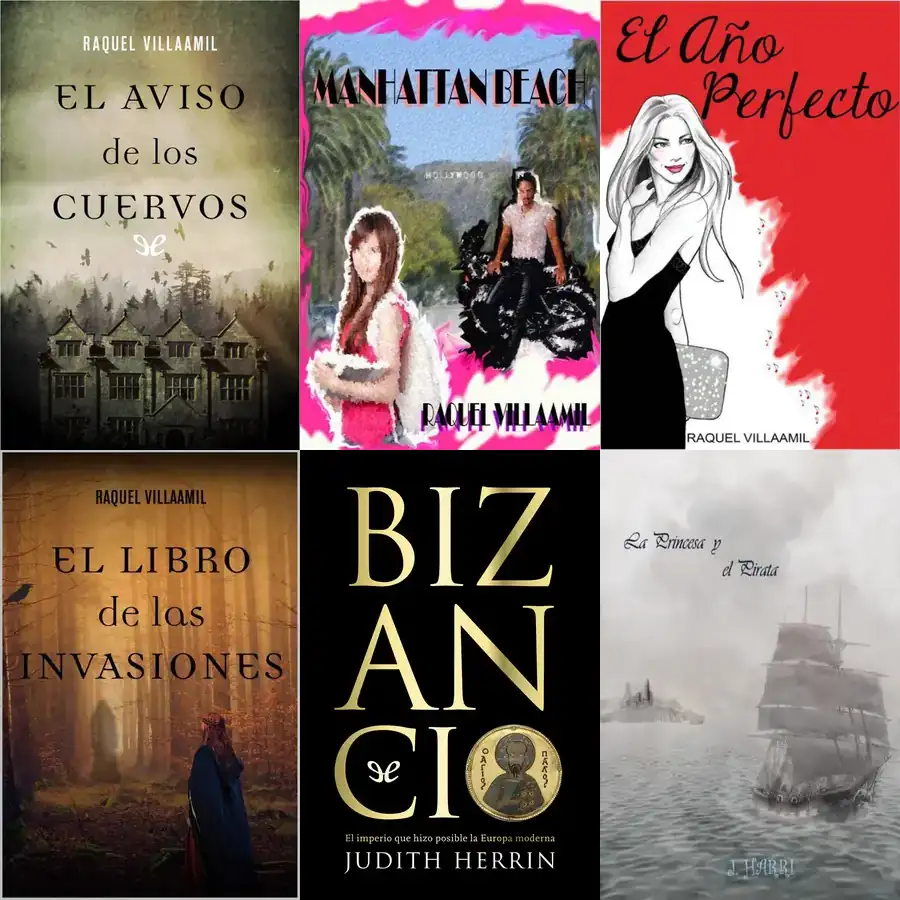 RAQUEL VILLAAMIL
EL AVISO
de los
CUERVOS
MANHATTAN BEACH
HOLLYWOOD
RAQUEL VILLAAMIL
El Año
Perfecto
RAQUEL VILLAAMIL
RAQUEL VILLAAMIL
EL LIBRO
de las
INVASIONES
BIZ
AN
CIO
El imperio que hizo posible la Europa moderna
JUDITH HERRIN
La Princesa y
el Pirata
J. HARRI